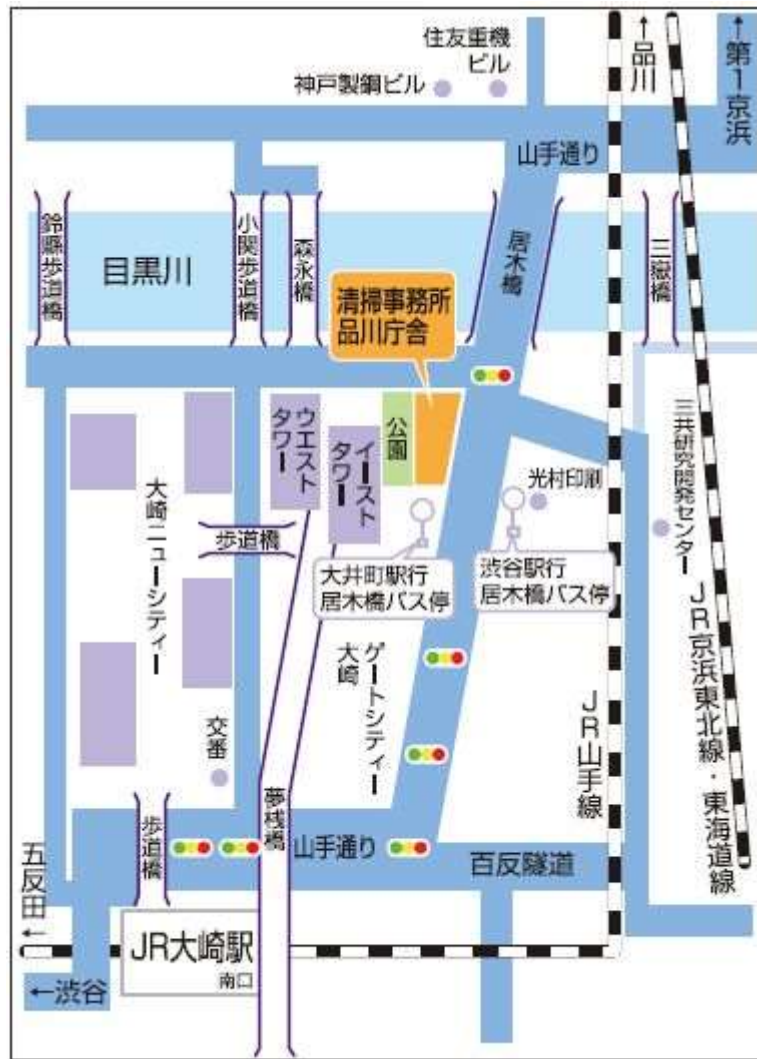 住友重機
ビル
神戸製鋼ビル
↑品川
↑第1京浜
山手通り
鈴懸歩道橋
目黒川
小関歩道橋
森永橋
居木橋
三嶽橋
清掃事務所
品川庁舎
ウエスト
タワー
イースト
タワー
公園
大崎ニューシティー
歩道橋
光村印刷
三共研究開発センター
大井町駅行
居木橋バス停
渋谷駅行
居木橋バス停
ゲートシティー
大崎
JR山手線
JR京浜東北線・東海道線
交番
夢桟橋
歩道橋
山手通り
百反隧道
五反田←
JR大崎駅
南口
←渋谷